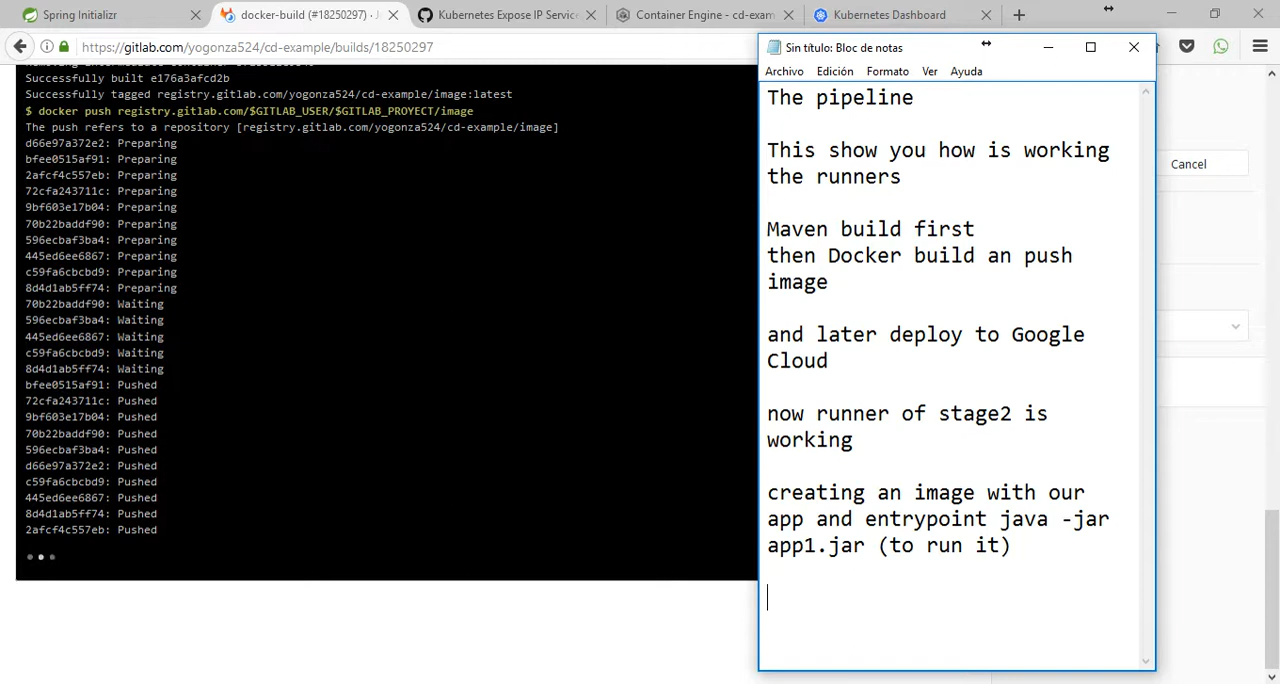 Spring Initializr
docker-build (#18250297) · J
Kubernetes Expose IP Servic
Container Engine - cd-exam
Kubernetes Dashboard
https://gitlab.com/yogonza524/cd-example/builds/18250297
Successfully built e176a3afcd2b
Successfully tagged registry.gitlab.com/yogonza524/cd-example/image:latest
$ docker push registry.gitlab.com/$GITLAB_USER/$GITLAB_PROYECT/image
The push refers to a repository [registry.gitlab.com/yogonza524/cd-example/image]
d66e97a372e2: Preparing
bfee0515af91: Preparing
2afcf4c557eb: Preparing
72cfa243711c: Preparing
9bf603e17b04: Preparing
70b22baddf90: Preparing
596ecbaf3ba4: Preparing
445ed6ee6867: Preparing
c59fa6cbcbd9: Preparing
8d4d1ab5ff74: Preparing
70b22baddf90: Waiting
596ecbaf3ba4: Waiting
445ed6ee6867: Waiting
c59fa6cbcbd9: Waiting
8d4d1ab5ff74: Waiting
bfee0515af91: Pushed
72cfa243711c: Pushed
9bf603e17b04: Pushed
70b22baddf90: Pushed
596ecbaf3ba4: Pushed
d66e97a372e2: Pushed
c59fa6cbcbd9: Pushed
445ed6ee6867: Pushed
8d4d1ab5ff74: Pushed
2afcf4c557eb: Pushed
Sin título: Bloc de notas
Archivo Edición Formato Ver Ayuda
The pipeline
This show you how is working
the runners
Maven build first
then Docker build an push
image
and later deploy to Google
Cloud
now runner of stage2 is
working
creating an image with our
app and entrypoint java -jar
app1.jar (to run it)
Cancel